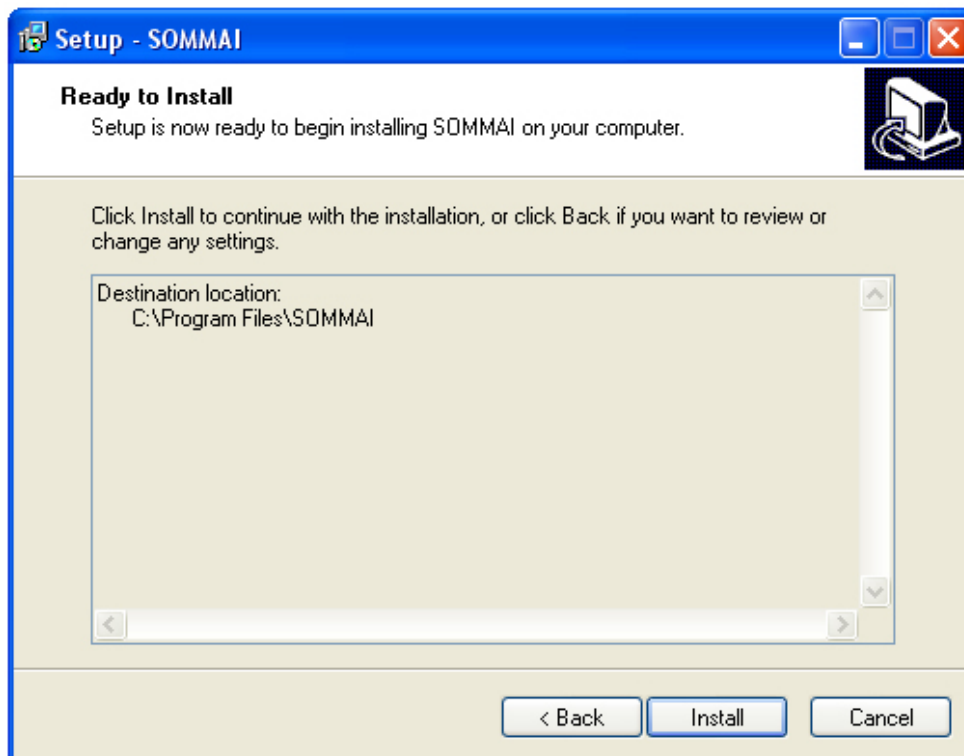 Setup - SOMMAI
Ready to Install
Setup is now ready to begin installing SOMMAI on your computer.
Click Install to continue with the installation, or click Back if you want to review or
change any settings.
Destination location:
C:\Program Files\SOMMAI
< Back
Install
Cancel